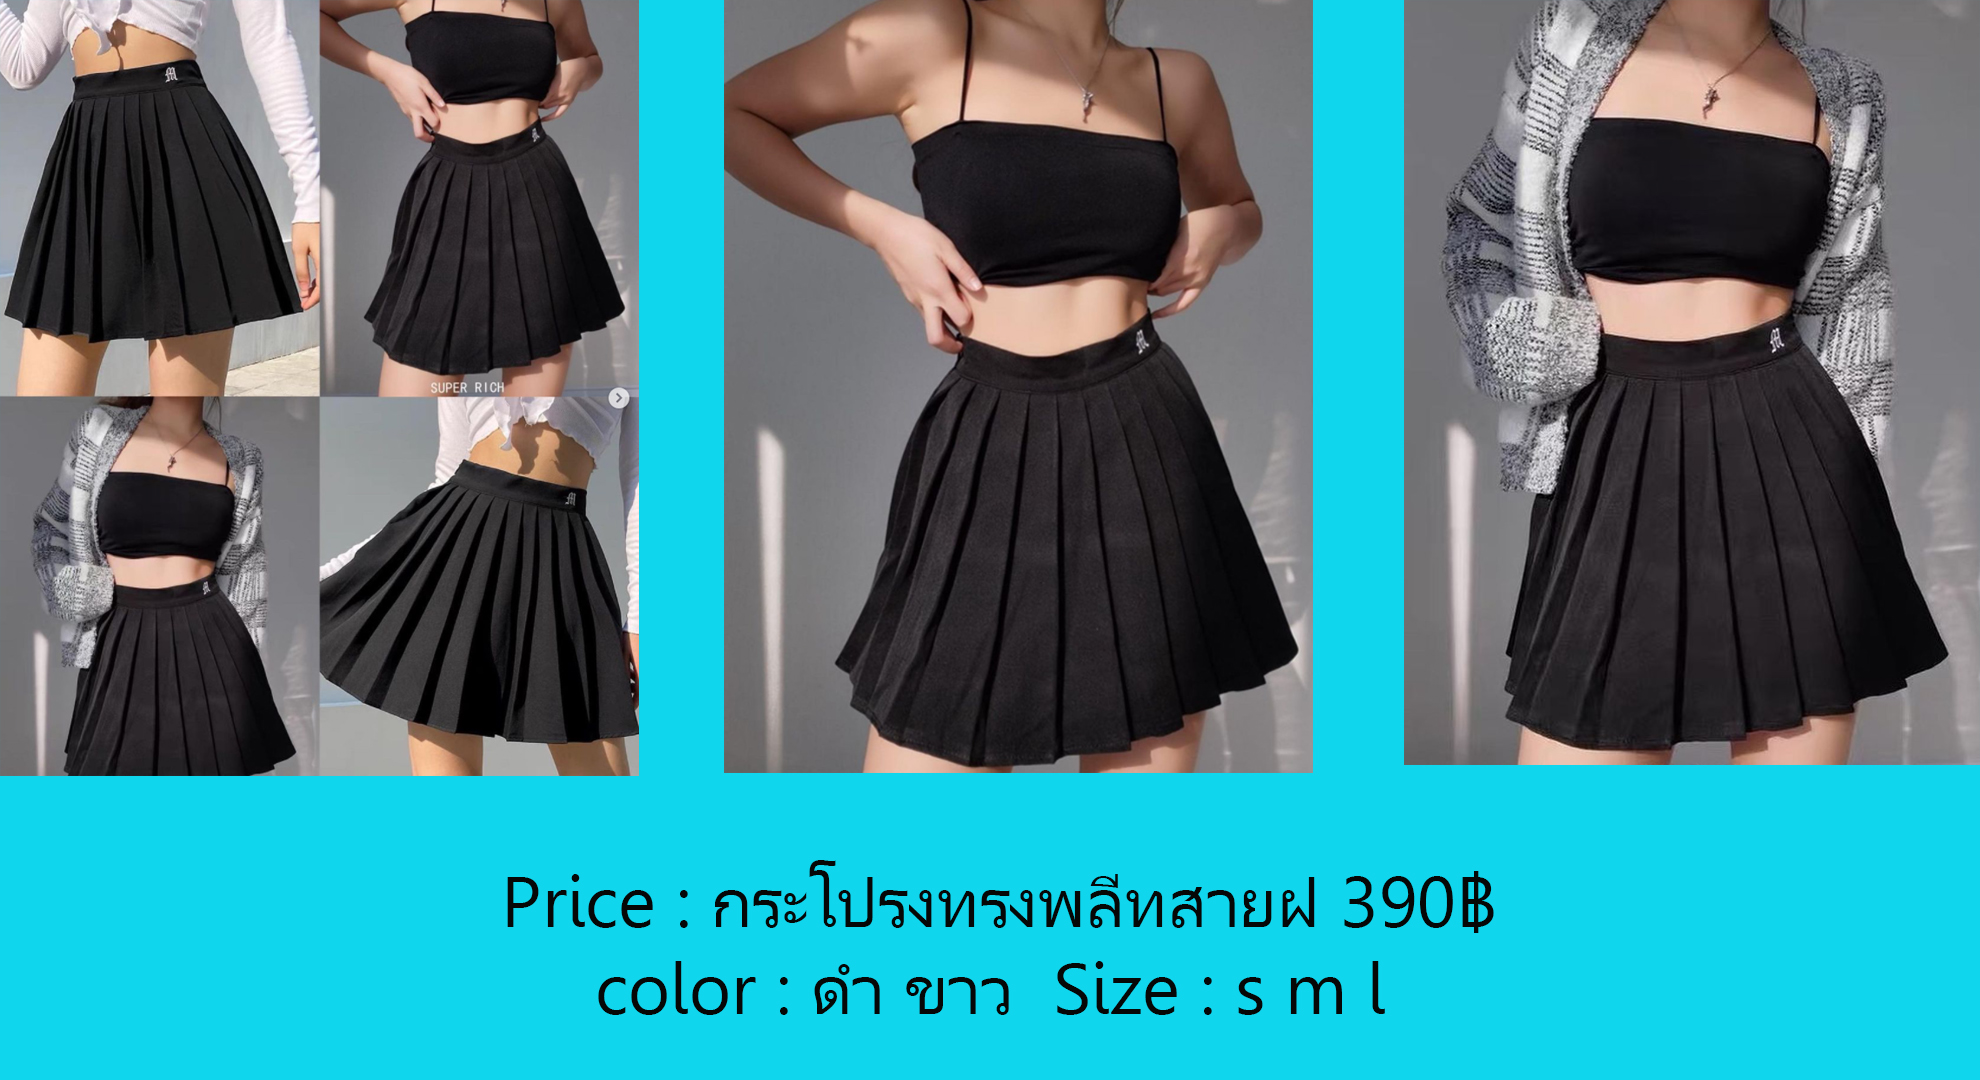 SUPER RICH
Price : กระโปรงทรงพลีทสายฝ 390฿
color : ดำ ขาว  Size : s m l